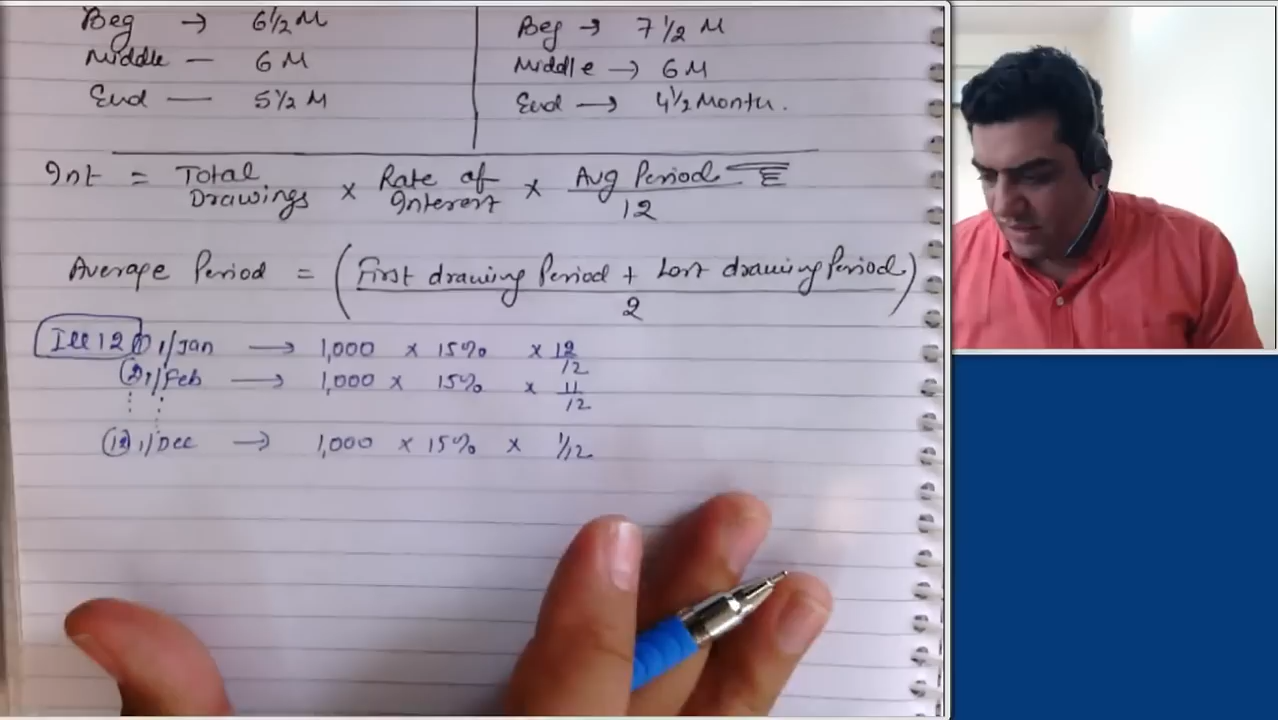 Beg → 6½ M
Middle — 6 M
End — 5½ M
Beg → 7½ M
Middle → 6M
End → 4½ Month.
Int = Total Drawings × Rate of Interest × Avg Period / 12
Average Period = (First drawing Period + Last drawing Period / 2)
Ill 12 ① 1/Jan → 1,000 × 15% × 12/12
② 1/Feb → 1,000 × 15% × 11/12
⑫ 1/Dec → 1,000 × 15% × 1/12